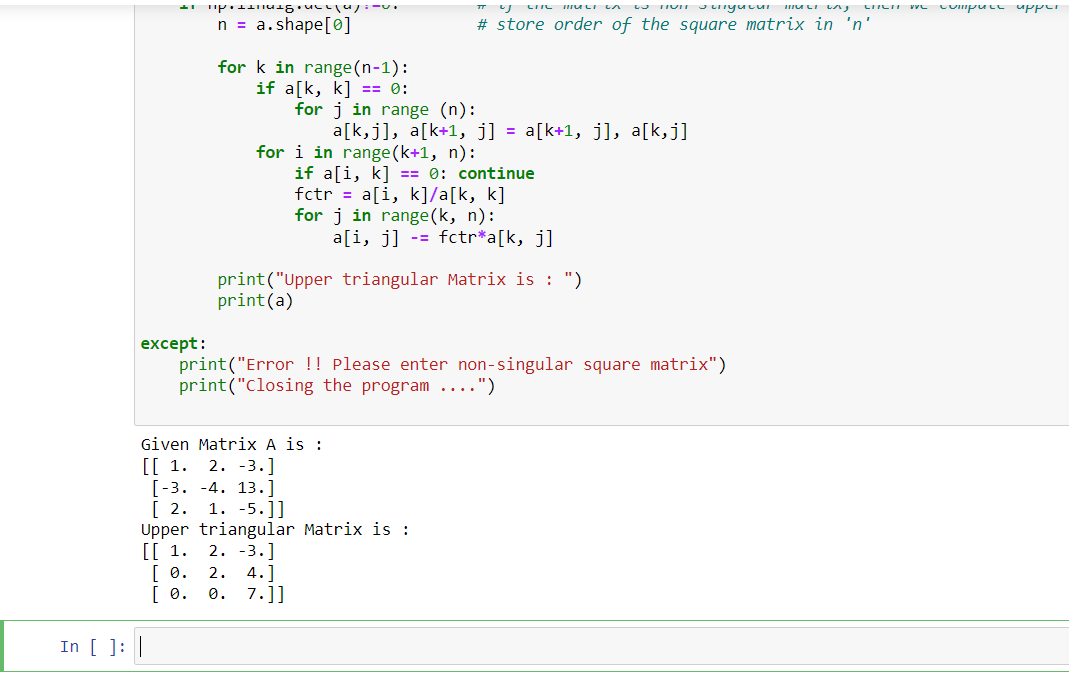 n = a.shape[0] # store order of the square matrix in 'n'
for k in range(n-1):
if a[k, k] == 0:
for j in range (n):
a[k,j], a[k+1, j] = a[k+1, j], a[k,j]
for i in range(k+1, n):
if a[i, k] == 0: continue
fctr = a[i, k]/a[k, k]
for j in range(k, n):
a[i, j] -= fctr*a[k, j]
print("Upper triangular Matrix is : ")
print(a)
except:
print("Error !! Please enter non-singular square matrix")
print("Closing the program ....")
Given Matrix A is :
[[ 1.  2. -3.]
[-3. -4. 13.]
[ 2.  1. -5.]]
Upper triangular Matrix is :
[[ 1.  2. -3.]
[ 0.  2.  4.]
[ 0.  0.  7.]]
In [ ]: